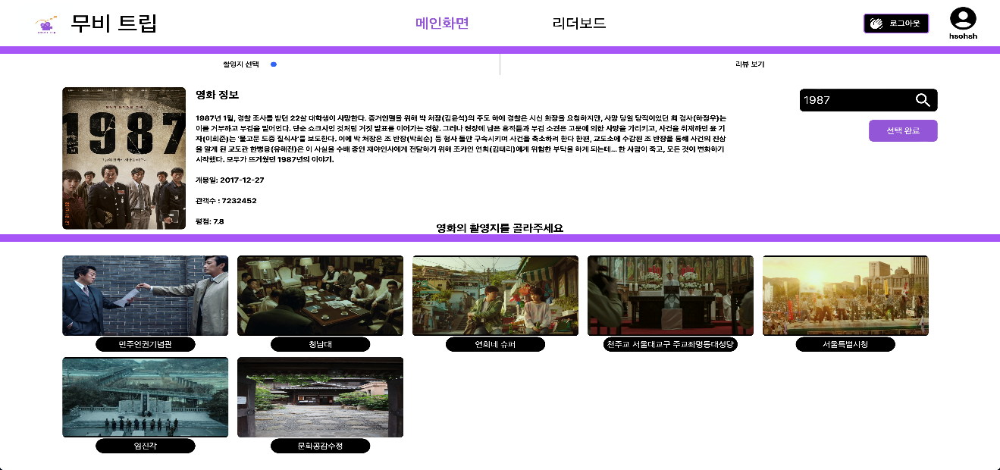 무비 트립
메인화면
리더보드
로그아웃
hsohsh
촬영지 선택
리뷰 보기
1987
영화 정보
1987년 1월, 경찰 조사를 받던 22살 대학생이 사망한다. 증거인멸을 위해 박 처장(김윤석)의 주도 하에 경찰은 시신 화장을 요청하지만, 사망 당일 당직이었던 최 검사(하정우)는
이를 거부하고 부검을 밀어인다. 단순 쇼크사인 것처럼 거짓 발표를 이어가는 경찰. 그러나 현장에 남은 흔적들과 부검 소견은 고문에 의한 사망을 가리키고, 사건을 취재하던 윤 기
자(이희준)는 '물고문 도중 질식사'를 보도한다. 이에 박 처장은 조 반장(박희순) 등 형사 둘만 구속시키며 사건을 축소하려 한다 한편, 교도소에 수감된 조 반장을 통해 사건의 진상
을 알게 된 교도관 한병용(유해진)은 이 사실을 수배 중인 재야인사에게 전달하기 위해 조카인 연희(김태리)에게 위험한 부탁을 하게 되는데... 한 사람이 죽고, 모든 것이 변화하기
시작했다. 모두가 뜨거웠던 1987년의 이야기.
개봉일: 2017-12-27
관객수 : 7232452
평점: 7.8
1987
선택 완료
영화의 촬영지를 골라주세요
민주인권기념관
청남대
연희네 슈퍼
천주교 서울대교구 주교좌명동대성당
서울특별시청
임진각
문화공감수정